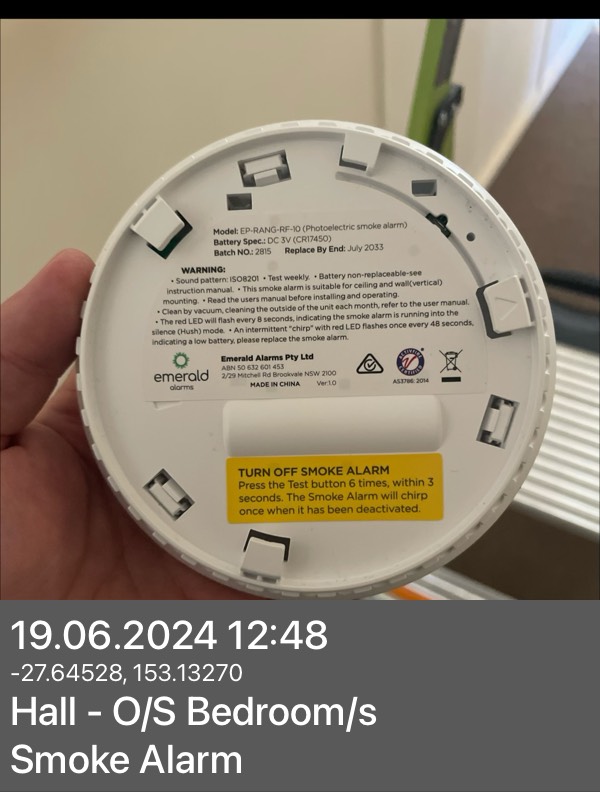 Model: EP-RANG-RF-10 (Photoelectric smoke alarm)
Battery Spec.: DC 3V (CR17450)
Batch NO.: 2815 Replace By End: July 2033
WARNING:
• Sound pattern: ISO8201 • Test weekly. • Battery non-replaceable-see
instruction manual. • This smoke alarm is suitable for ceiling and wall(vertical)
mounting. • Read the users manual before installing and operating.
• Clean by vacuum, cleaning the outside of the unit each month, refer to the user manual.
• The red LED will flash every 8 seconds, indicating the smoke alarm is running into the
silence (Hush) mode. • An intermittent "chirp" with red LED flashes once every 48 seconds,
indicating a low battery, please replace the smoke alarm.
emerald
alarms
Emerald Alarms Pty Ltd
ABN 50 632 601 453
2/29 Mitchell Rd Brookvale NSW 2100
MADE IN CHINA Ver:1.0
AS3786: 2014
TURN OFF SMOKE ALARM
Press the Test button 6 times, within 3
seconds. The Smoke Alarm will chirp
once when it has been deactivated.
19.06.2024 12:48
-27.64528, 153.13270
Hall - O/S Bedroom/s
Smoke Alarm